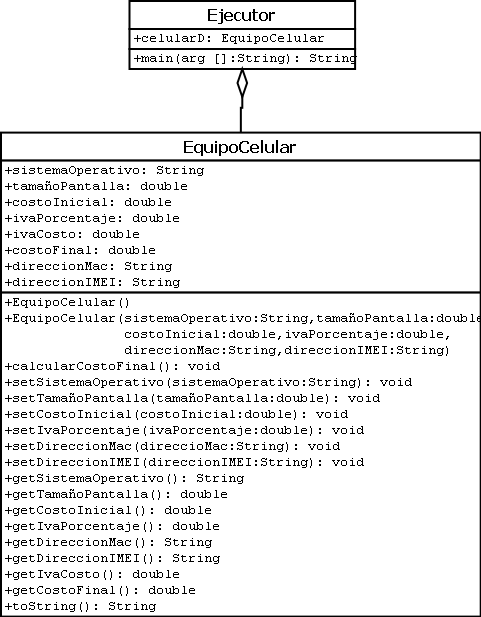 Ejecutor
+celularD: EquipoCelular
+main(arg []:String): String
EquipoCelular
+sistemaOperativo: String
+tamañoPantalla: double
+costoInicial: double
+ivaPorcentaje: double
+ivaCosto: double
+costoFinal: double
+direccionMac: String
+direccionIMEI: String
+EquipoCelular()
+EquipoCelular(sistemaOperativo:String,tamañoPantalla:double
costoInicial:double,ivaPorcentaje:double,
direccionMac:String,direccionIMEI:String)
+calcularCostoFinal(): void
+setSistemaOperativo(sistemaOperativo:String): void
+setTamañoPantalla(tamañoPantalla:double): void
+setCostoInicial(costoInicial:double): void
+setIvaPorcentaje(ivaPorcentaje:double): void
+setDireccionMac(direccioMac:String): void
+setDireccionIMEI(direccionIMEI:String): void
+getSistemaOperativo(): String
+getTamañoPantalla(): double
+getCostoInicial(): double
+getIvaPorcentaje(): double
+getDireccionMac(): String
+getDireccionIMEI(): String
+getIvaCosto(): double
+getCostoFinal(): double
+toString(): String